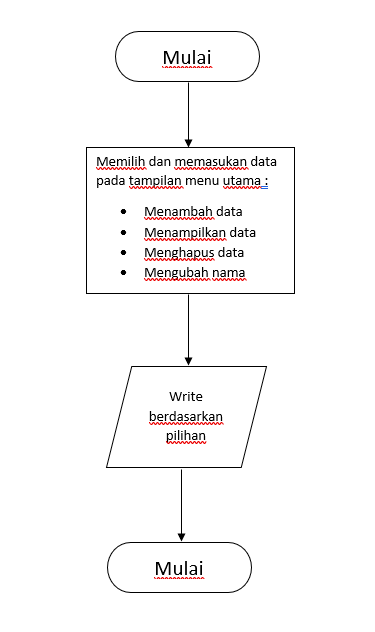 Mulai
Memilih dan memasukan data
pada tampilan menu utama :
• Menambah data
• Menampilkan data
• Menghapus data
• Mengubah nama
Write
berdasarkan
pilihan
Mulai